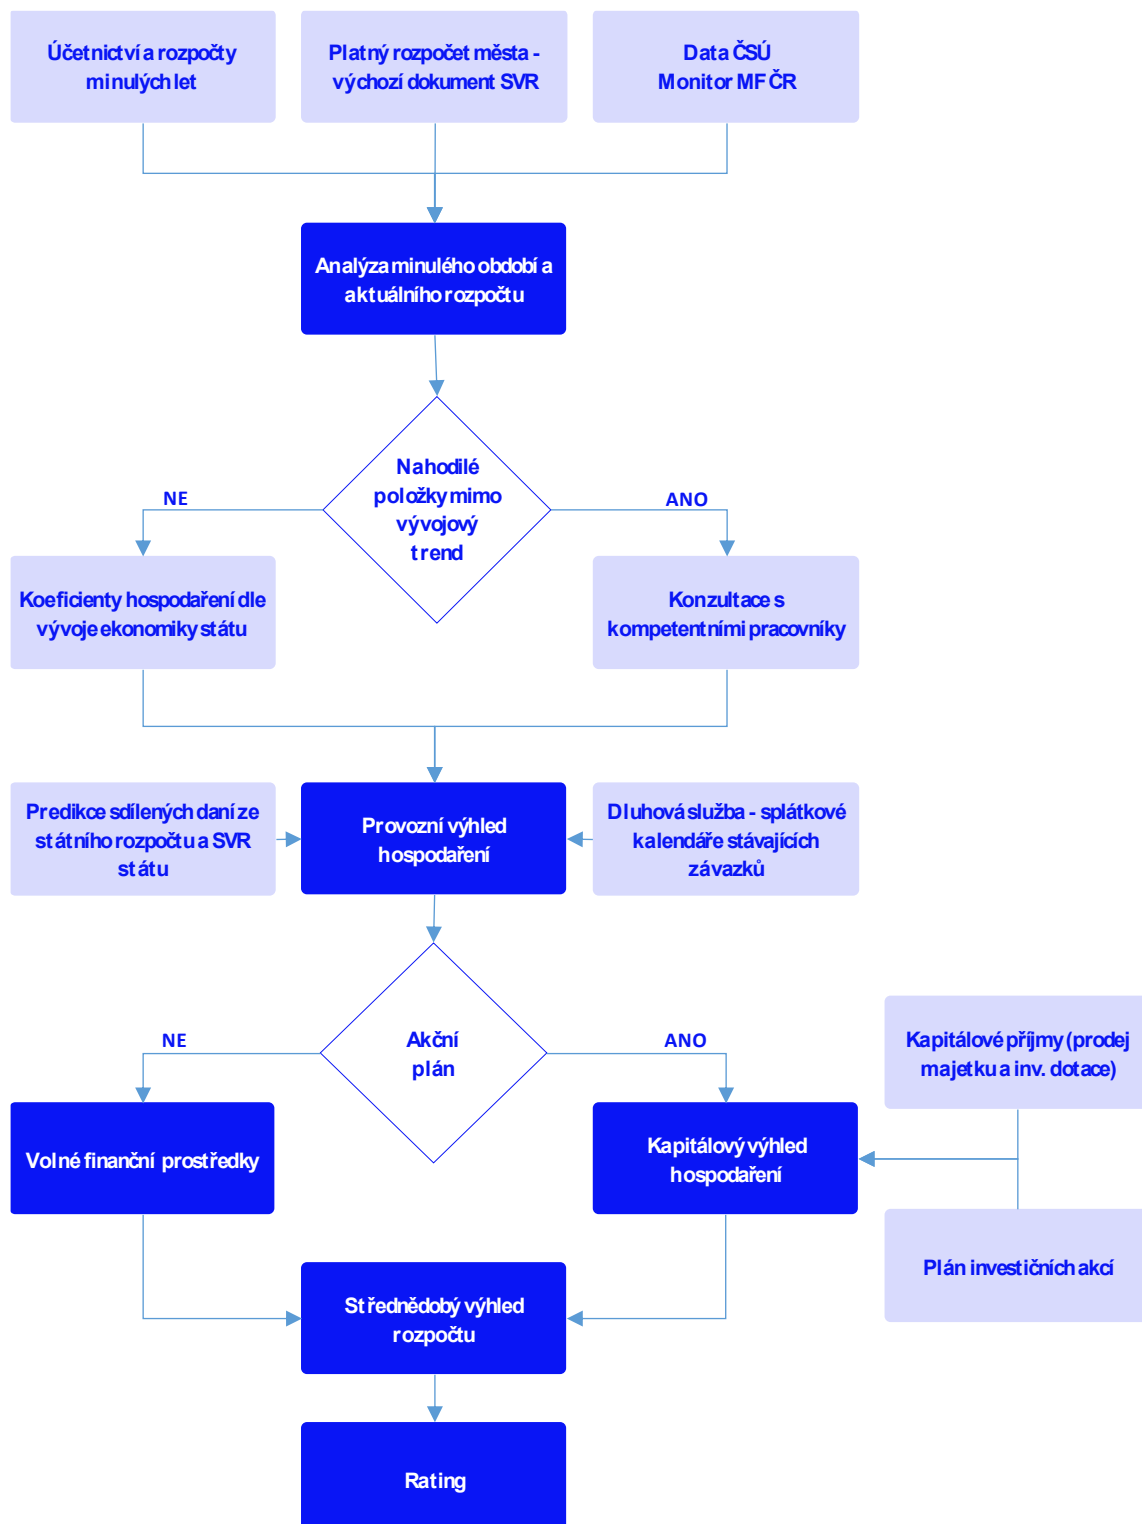 Účetnictví a rozpočty
minulých let
Platný rozpočet města -
výchozí dokument SVR
Data ČSÚ
Monitor MF ČR
Analýza minulého období a
aktuálního rozpočtu
Nahodilé
položky mimo
vývojový
trend
NE
ANO
Koeficienty hospodaření dle
vývoje ekonomiky státu
Konzultace s
kompetentními pracovníky
Predikce sdílených daní ze
státního rozpočtu a SVR
státu
Provozní výhled
hospodaření
Dluhová služba - splátkové
kalendáře stávajících
závazků
Akční
plán
NE
ANO
Kapitálové příjmy (prodej
majetku a inv. dotace)
Volné finanční prostředky
Kapitálový výhled
hospodaření
Plán investičních akcí
Střednědobý výhled
rozpočtu
Rating